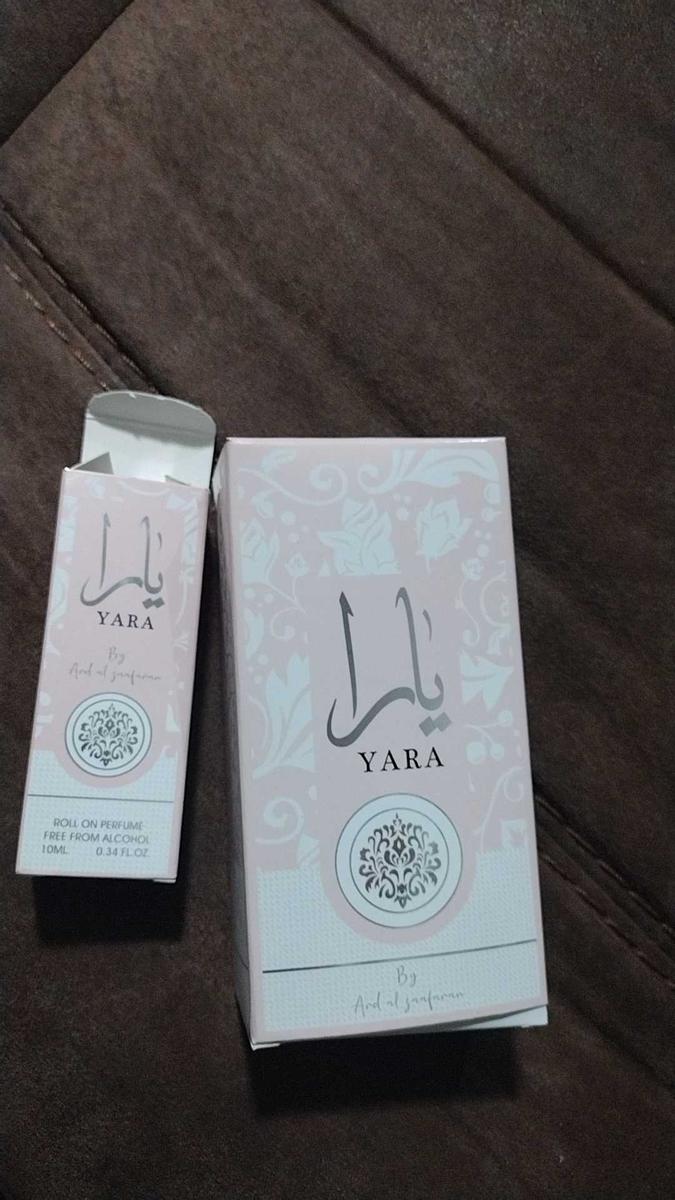 يارا
YARA
By
Ard al zaafaran
ROLL ON PERFUME
FREE FROM ALCOHOL
10ML. 0.34 FL.OZ.
يارا
YARA
By
Ard al zaafaran